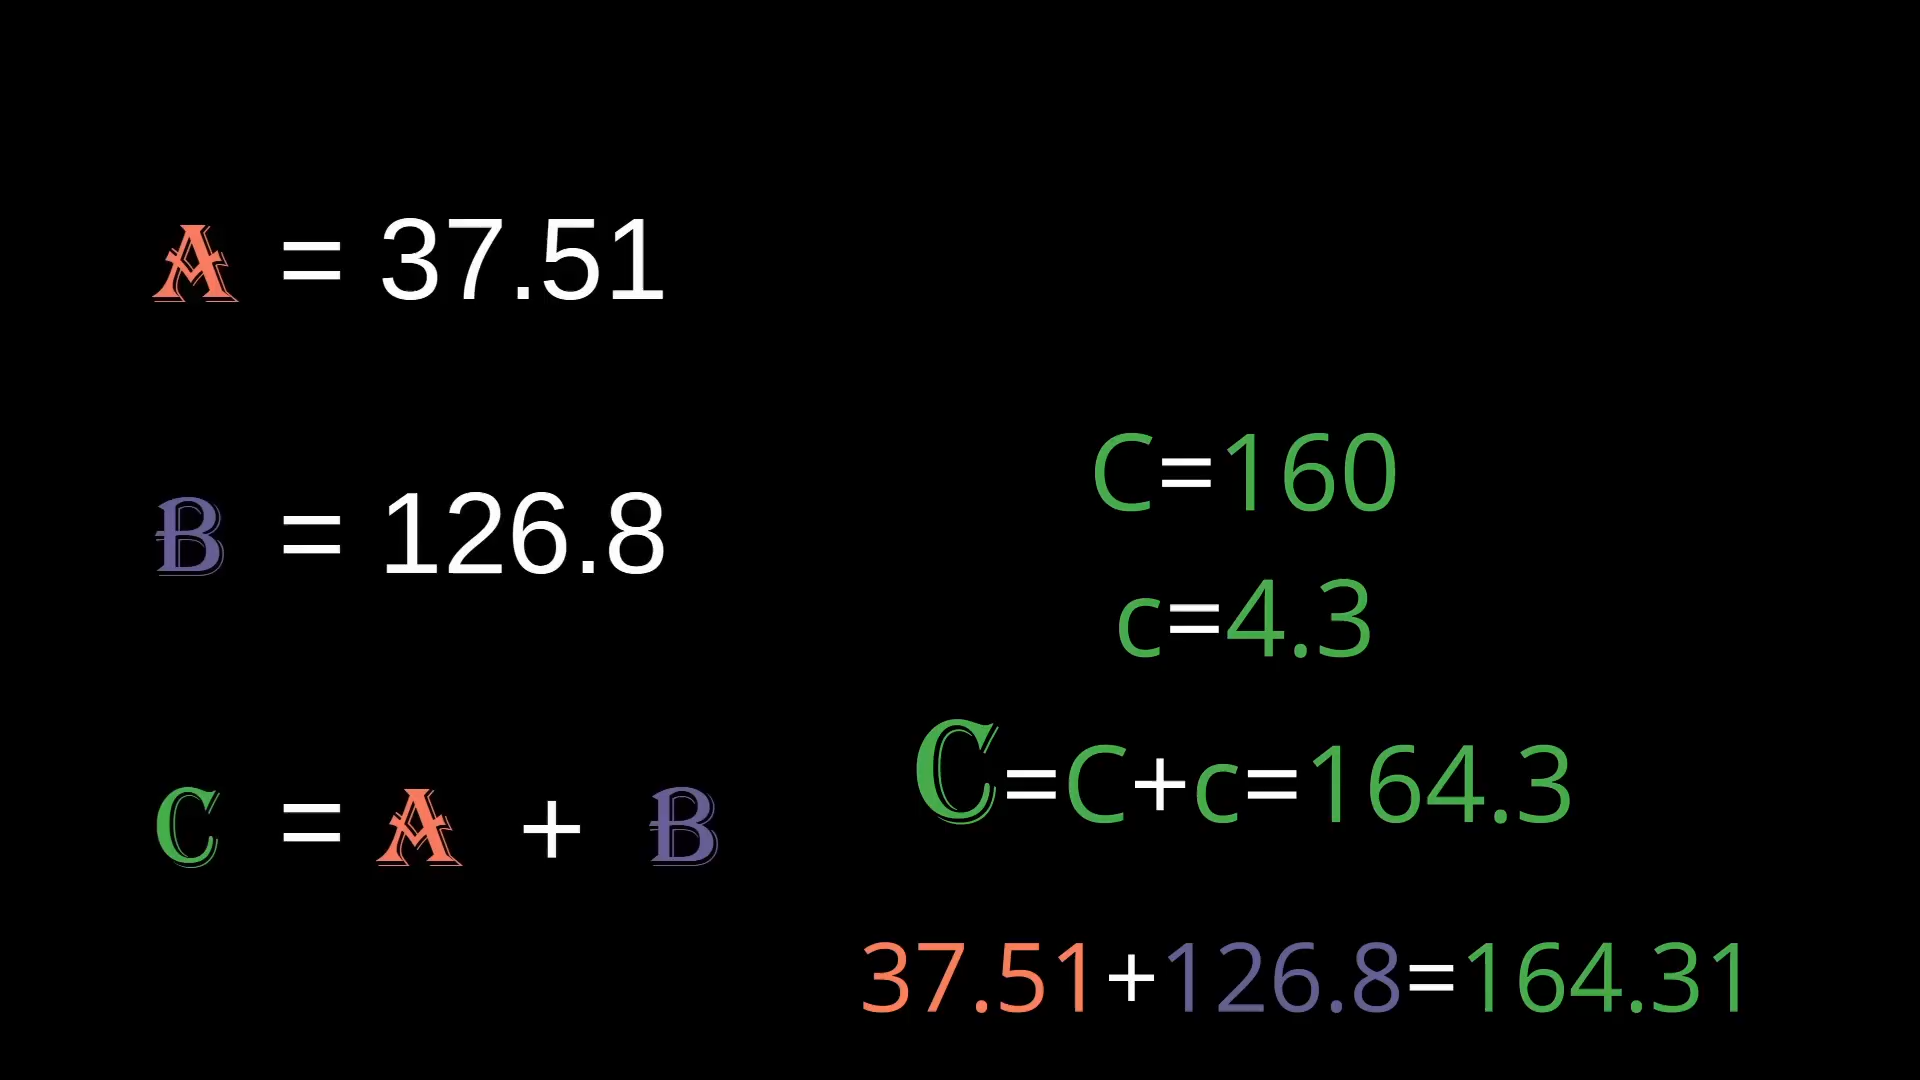 A = 37.51
B = 126.8
C = A + B
C=160
c=4.3
C=C+c=164.3
37.51+126.8=164.31